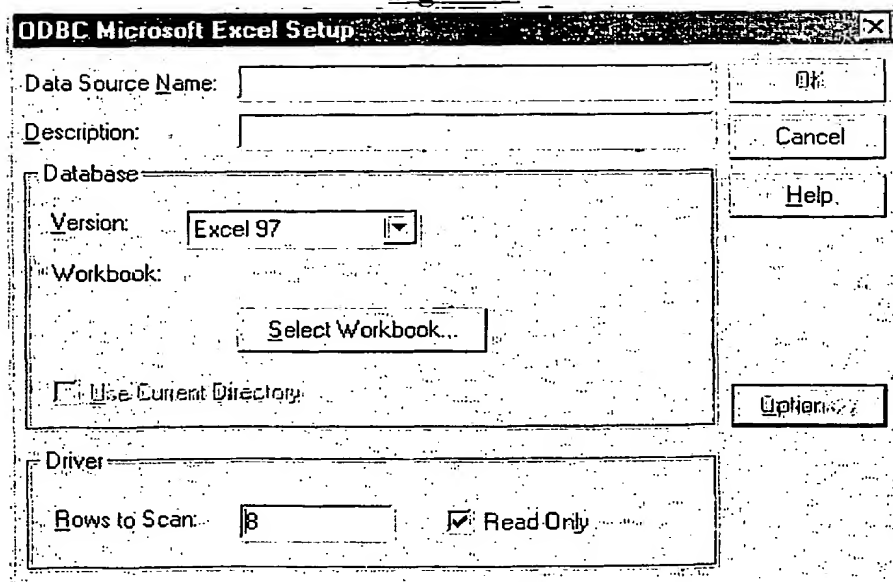 ODBC Microsoft Excel Setup
Data Source Name:
OK
Description:
Cancel
Database
Help
Version:
Excel 97
Workbook:
Select Workbook...
Use Current Directory
Driver
Rows to Scan:
8
Read Only